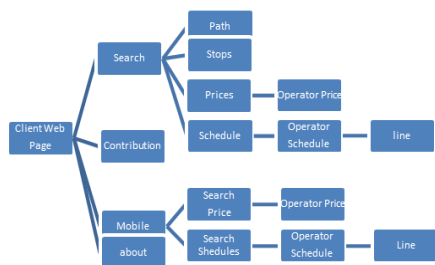 Path
Search
Stops
Prices
Operator Price
Schedule
Operator
Schedule
line
Client Web
Page
Contribution
Search
Price
Operator Price
Mobile
about
Search
Shedules
Operator
Schedule
Line